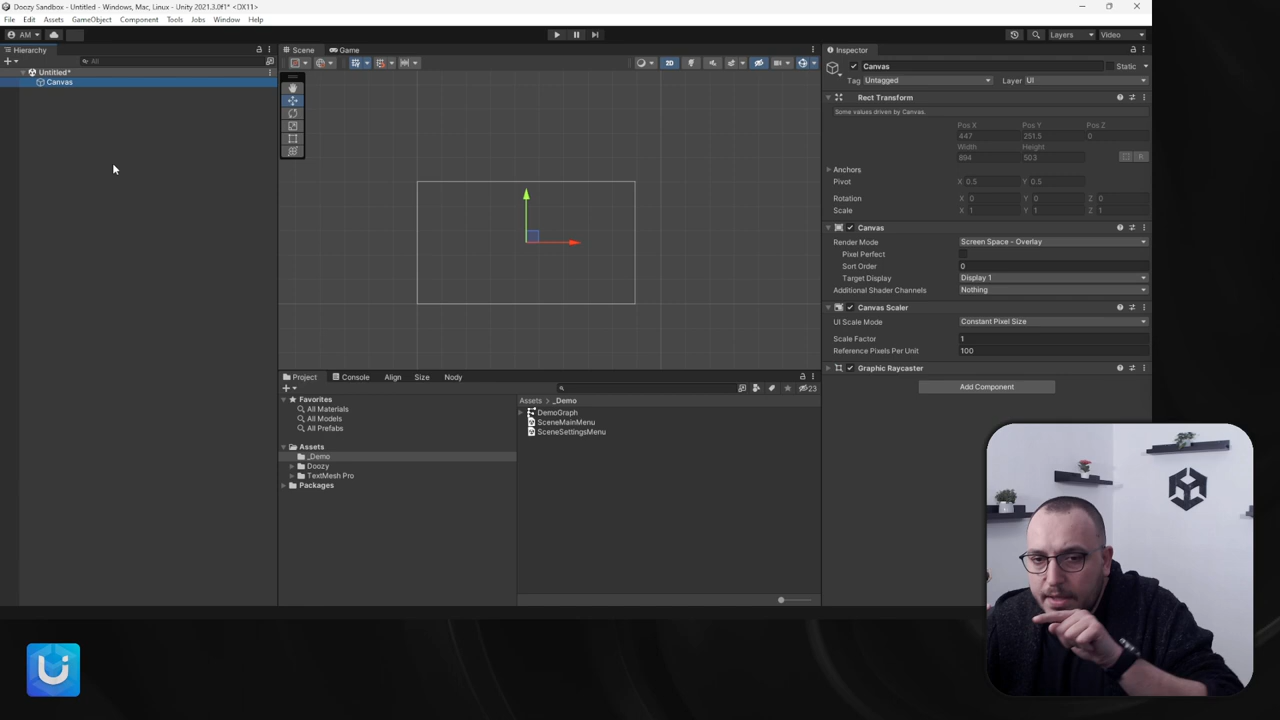 Doozy Sandbox - Untitled - Windows, Mac, Linux - Unity 2021.3.0f1* <DX11>
File Edit Assets GameObject Component Tools Jobs Window Help
AM
Layers Video
Hierarchy
All
Untitled*
Canvas
Scene Game
2D
Inspector
Canvas Static
Tag Untagged Layer UI
Rect Transform
Some values driven by Canvas.
Pos X Pos Y Pos Z
447 251.5 0
Width Height
894 503
R
Anchors
Pivot X 0.5 Y 0.5
Rotation X 0 Y 0 Z 0
Scale X 1 Y 1 Z 1
Canvas
Render Mode Screen Space - Overlay
Pixel Perfect
Sort Order 0
Target Display Display 1
Additional Shader Channels Nothing
Canvas Scaler
UI Scale Mode Constant Pixel Size
Scale Factor 1
Reference Pixels Per Unit 100
Graphic Raycaster
Add Component
Project Console Align Size Node
23
Favorites
All Materials
All Models
All Prefabs
Assets
_Demo
Doozy
TextMesh Pro
Packages
Assets > _Demo
DemoGraph
SceneMainMenu
SceneSettingsMenu